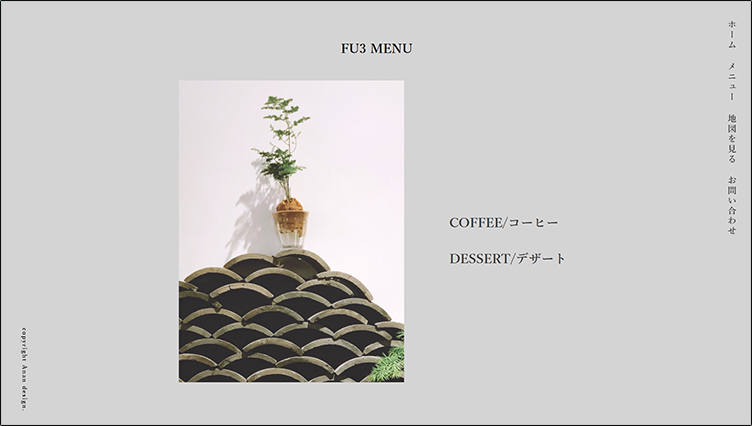 FU3 MENU
ホーム
メニュー
地図を見る
お問い合わせ
COFFEE/コーヒー
DESSERT/デザート
copyright Anan design.